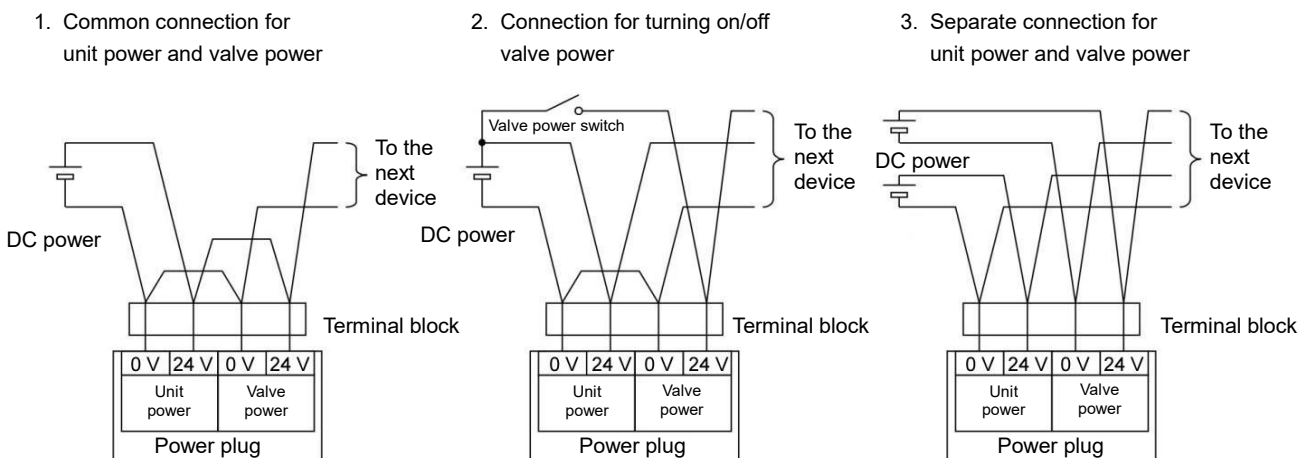 1. Common connection for
unit power and valve power
To the
next
device
DC power
Terminal block
0 V 24 V 0 V 24 V
Unit
power
Valve
power
Power plug
2. Connection for turning on/off
valve power
Valve power switch
To the
next
device
DC power
Terminal block
0 V 24 V 0 V 24 V
Unit
power
Valve
power
Power plug
3. Separate connection for
unit power and valve power
To the
next
device
DC power
Terminal block
0 V 24 V 0 V 24 V
Unit
power
Valve
power
Power plug